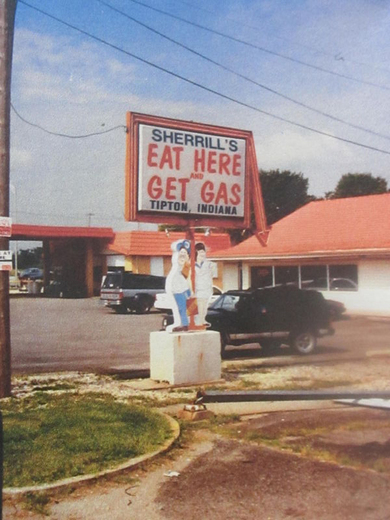 SHERRILL'S
EAT HERE
AND
GET GAS
TIPTON, INDIANA